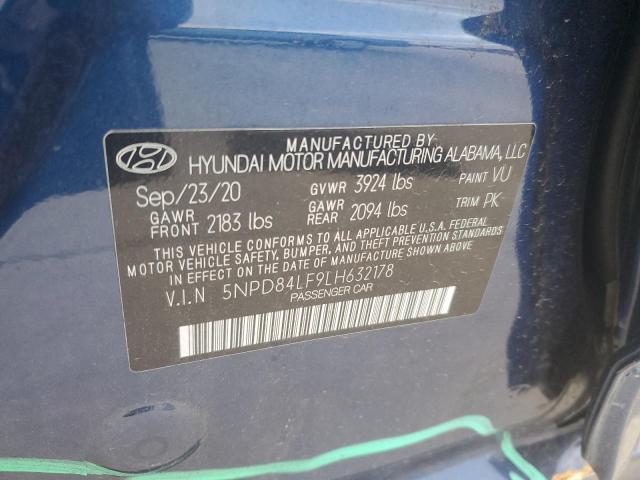 MANUFACTURED BY
HYUNDAI MOTOR MANUFACTURING ALABAMA, LLC
Sep/23/20 GVWR 3924 lbs PAINT VU
GAWR FRONT 2183 lbs GAWR REAR 2094 lbs TRIM PK
THIS VEHICLE CONFORMS TO ALL APPLICABLE U.S.A. FEDERAL
MOTOR VEHICLE SAFETY, BUMPER, AND THEFT PREVENTION STANDARDS
IN EFFECT ON THE DATE OF MANUFACTURE SHOWN ABOVE.
V.I.N 5NPD84LF9LH632178
PASSENGER CAR